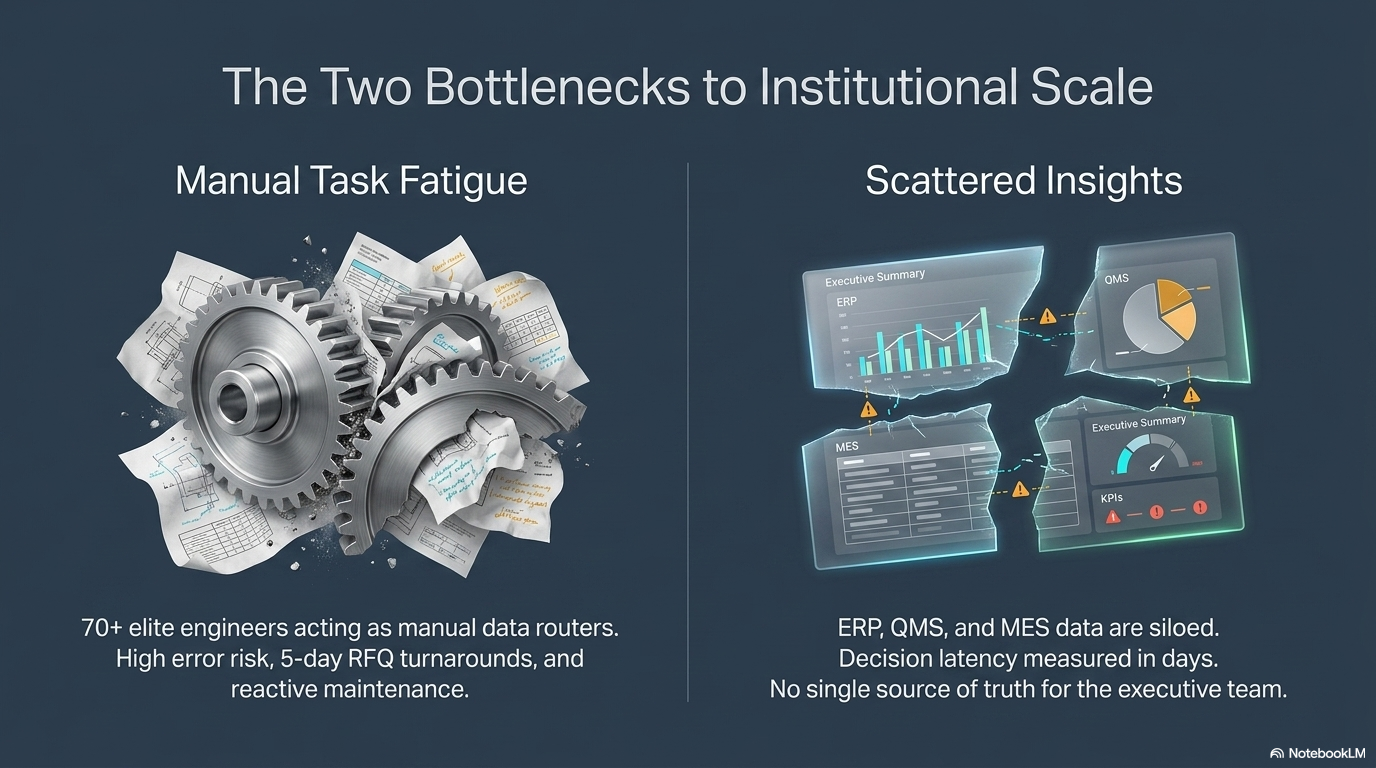 The Two Bottlenecks to Institutional Scale
Manual Task Fatigue
70+ elite engineers acting as manual data routers.
High error risk, 5-day RFQ turnarounds, and
reactive maintenance.
Scattered Insights
Executive Summary
ERP
QMS
MES
Executive Summary
KPIs
ERP, QMS, and MES data are siloed.
Decision latency measured in days.
No single source of truth for the executive team.
NotebookLM